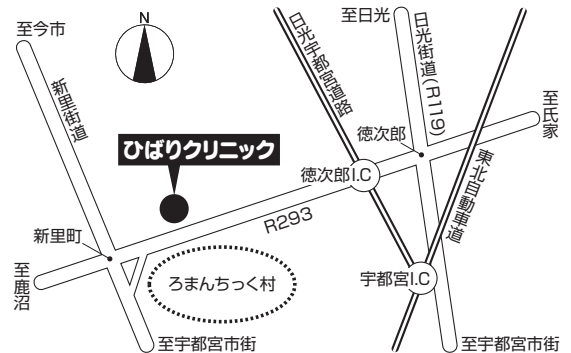 至今市
N
至日光
新里街道
日光宇都宮道路
日光街道(R119)
至氏家
ひばりクリニック
徳次郎
徳次郎I.C
東北自動車道
新里町
R293
至鹿沼
ろまんちっく村
宇都宮I.C
至宇都宮市街
至宇都宮市街